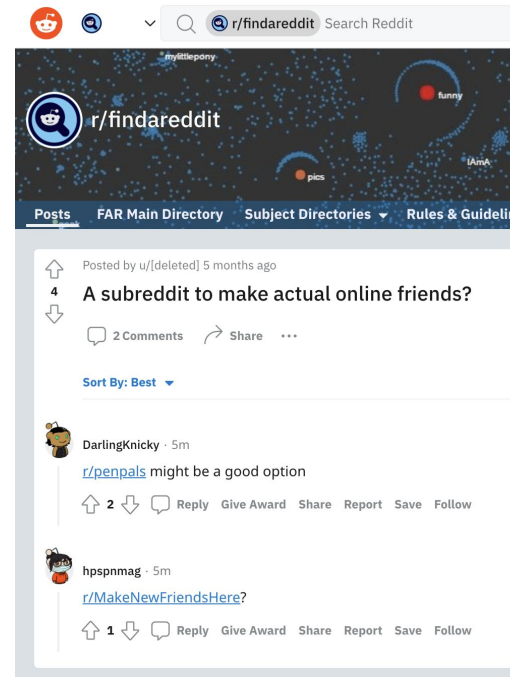 r/findareddit Search Reddit
mylittlepony
funny
r/findareddit
IAmA
pics
Posts FAR Main Directory Subject Directories Rules & Guideli
Posted by u/[deleted] 5 months ago
4
A subreddit to make actual online friends?
2 Comments Share ...
Sort By: Best
DarlingKnicky · 5m
r/penpals might be a good option
2 Reply Give Award Share Report Save Follow
hpspnmag · 5m
r/MakeNewFriendsHere?
1 Reply Give Award Share Report Save Follow